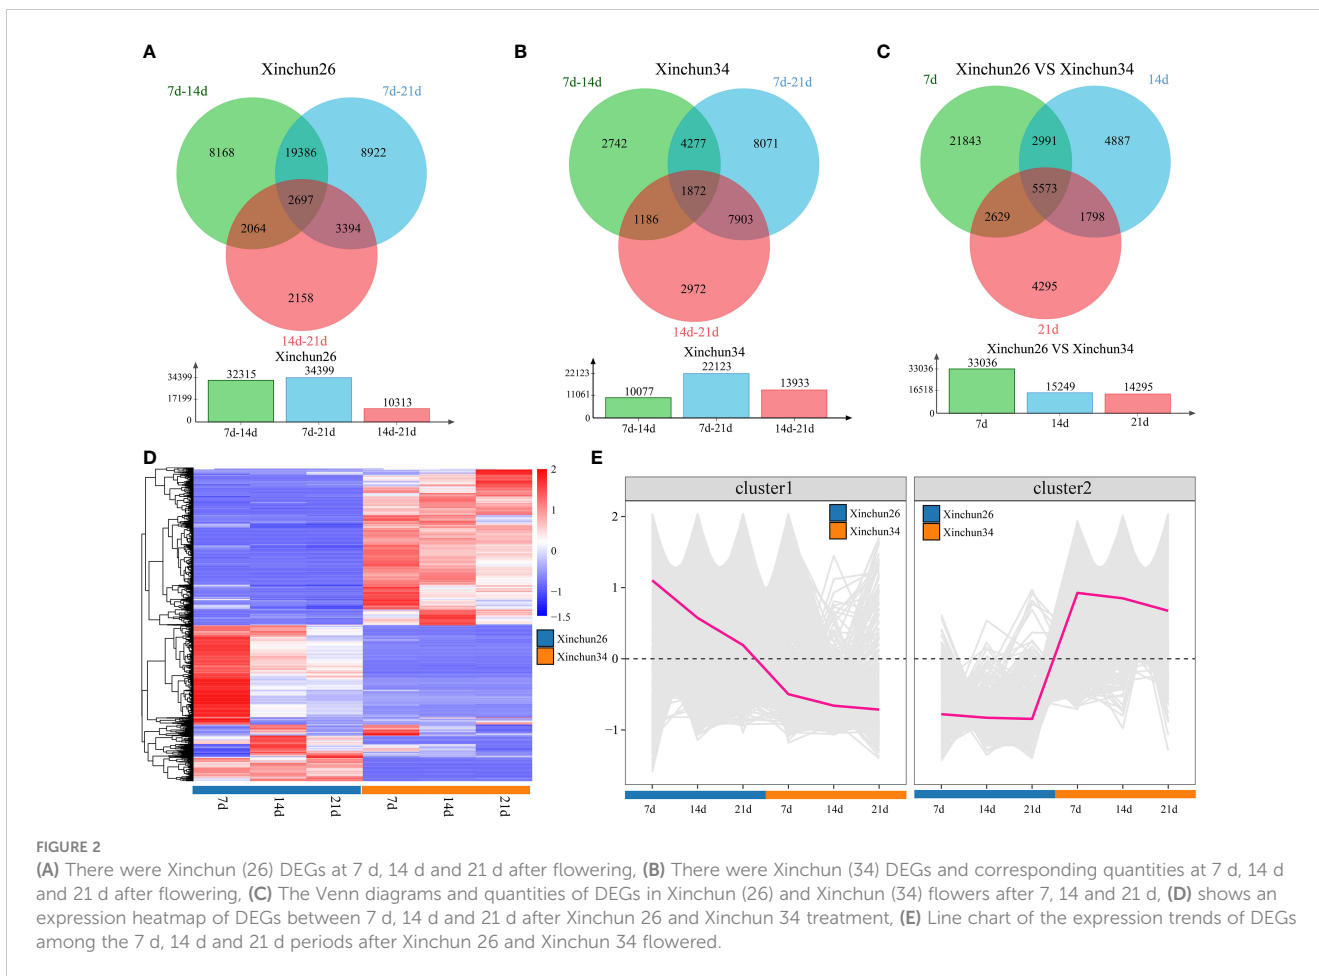 A
Xinchun26
7d-14d
7d-21d
8168
19386
8922
2697
2064
3394
2158
14d-21d
Xinchun26
34399
17199
0
32315
34399
10313
7d-14d
7d-21d
14d-21d
B
Xinchun34
7d-14d
7d-21d
2742
4277
8071
1872
1186
7903
2972
14d-21d
Xinchun34
22123
11061
0
10077
22123
13933
7d-14d
7d-21d
14d-21d
C
Xinchun26 VS Xinchun34
7d
14d
21843
2991
4887
5573
2629
1798
4295
21d
Xinchun26 VS Xinchun34
33036
16518
0
33036
15249
14295
7d
14d
21d
D
2
1
0
−1
−1.5
Xinchun26
Xinchun34
7d
14d
21d
7d
14d
21d
E
cluster1
cluster2
Xinchun26
Xinchun34
Xinchun26
Xinchun34
2
1
0
−1
7d
14d
21d
7d
14d
21d
7d
14d
21d
7d
14d
21d
FIGURE 2
(A) There were Xinchun (26) DEGs at 7 d, 14 d and 21 d after flowering, (B) There were Xinchun (34) DEGs and corresponding quantities at 7 d, 14 d
and 21 d after flowering, (C) The Venn diagrams and quantities of DEGs in Xinchun (26) and Xinchun (34) flowers after 7, 14 and 21 d, (D) shows an
expression heatmap of DEGs between 7 d, 14 d and 21 d after Xinchun 26 and Xinchun 34 treatment, (E) Line chart of the expression trends of DEGs
among the 7 d, 14 d and 21 d periods after Xinchun 26 and Xinchun 34 flowered.